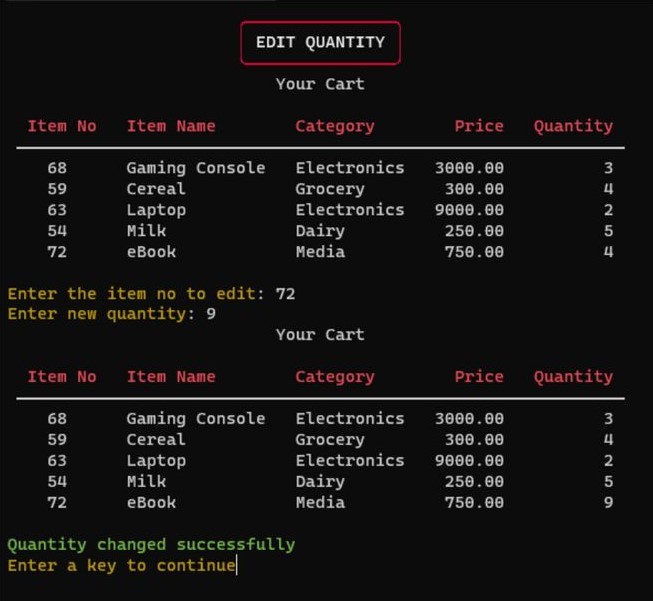 EDIT QUANTITY
Your Cart
Item No Item Name Category Price Quantity
68 Gaming Console Electronics 3000.00 3
59 Cereal Grocery 300.00 4
63 Laptop Electronics 9000.00 2
54 Milk Dairy 250.00 5
72 eBook Media 750.00 4
Enter the item no to edit: 72
Enter new quantity: 9
Your Cart
Item No Item Name Category Price Quantity
68 Gaming Console Electronics 3000.00 3
59 Cereal Grocery 300.00 4
63 Laptop Electronics 9000.00 2
54 Milk Dairy 250.00 5
72 eBook Media 750.00 9
Quantity changed successfully
Enter a key to continue